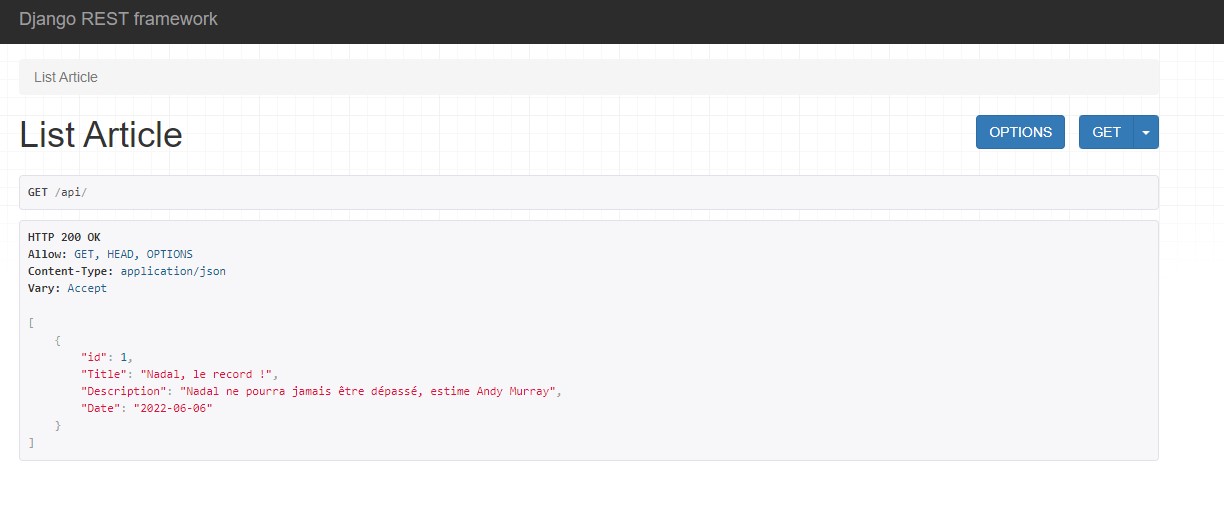 Django REST framework
List Article
List Article
OPTIONS
GET
GET /api/
HTTP 200 OK
Allow: GET, HEAD, OPTIONS
Content-Type: application/json
Vary: Accept
[
    {
        "id": 1,
        "Title": "Nadal, le record !",
        "Description": "Nadal ne pourra jamais être dépassé, estime Andy Murray",
        "Date": "2022-06-06"
    }
]